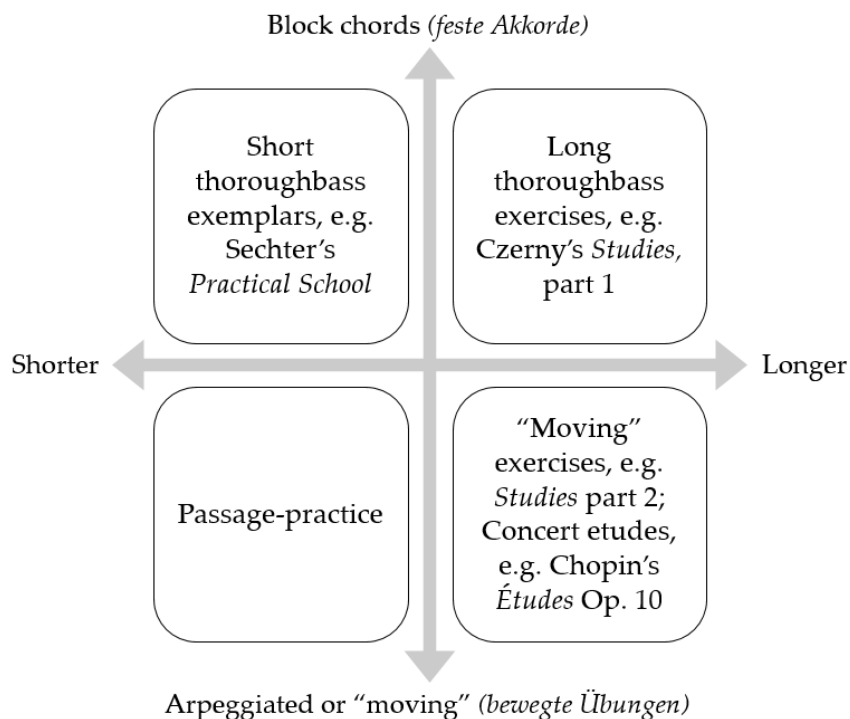 Block chords (feste Akkorde)
Short
thoroughbass
exemplars, e.g.
Sechter’s
Practical School
Long
thoroughbass
exercises, e.g.
Czerny’s Studies,
part 1
Shorter
Longer
Passage-practice
“Moving”
exercises, e.g.
Studies part 2;
Concert etudes,
e.g. Chopin’s
Études Op. 10
Arpeggiated or “moving” (bewegte Übungen)